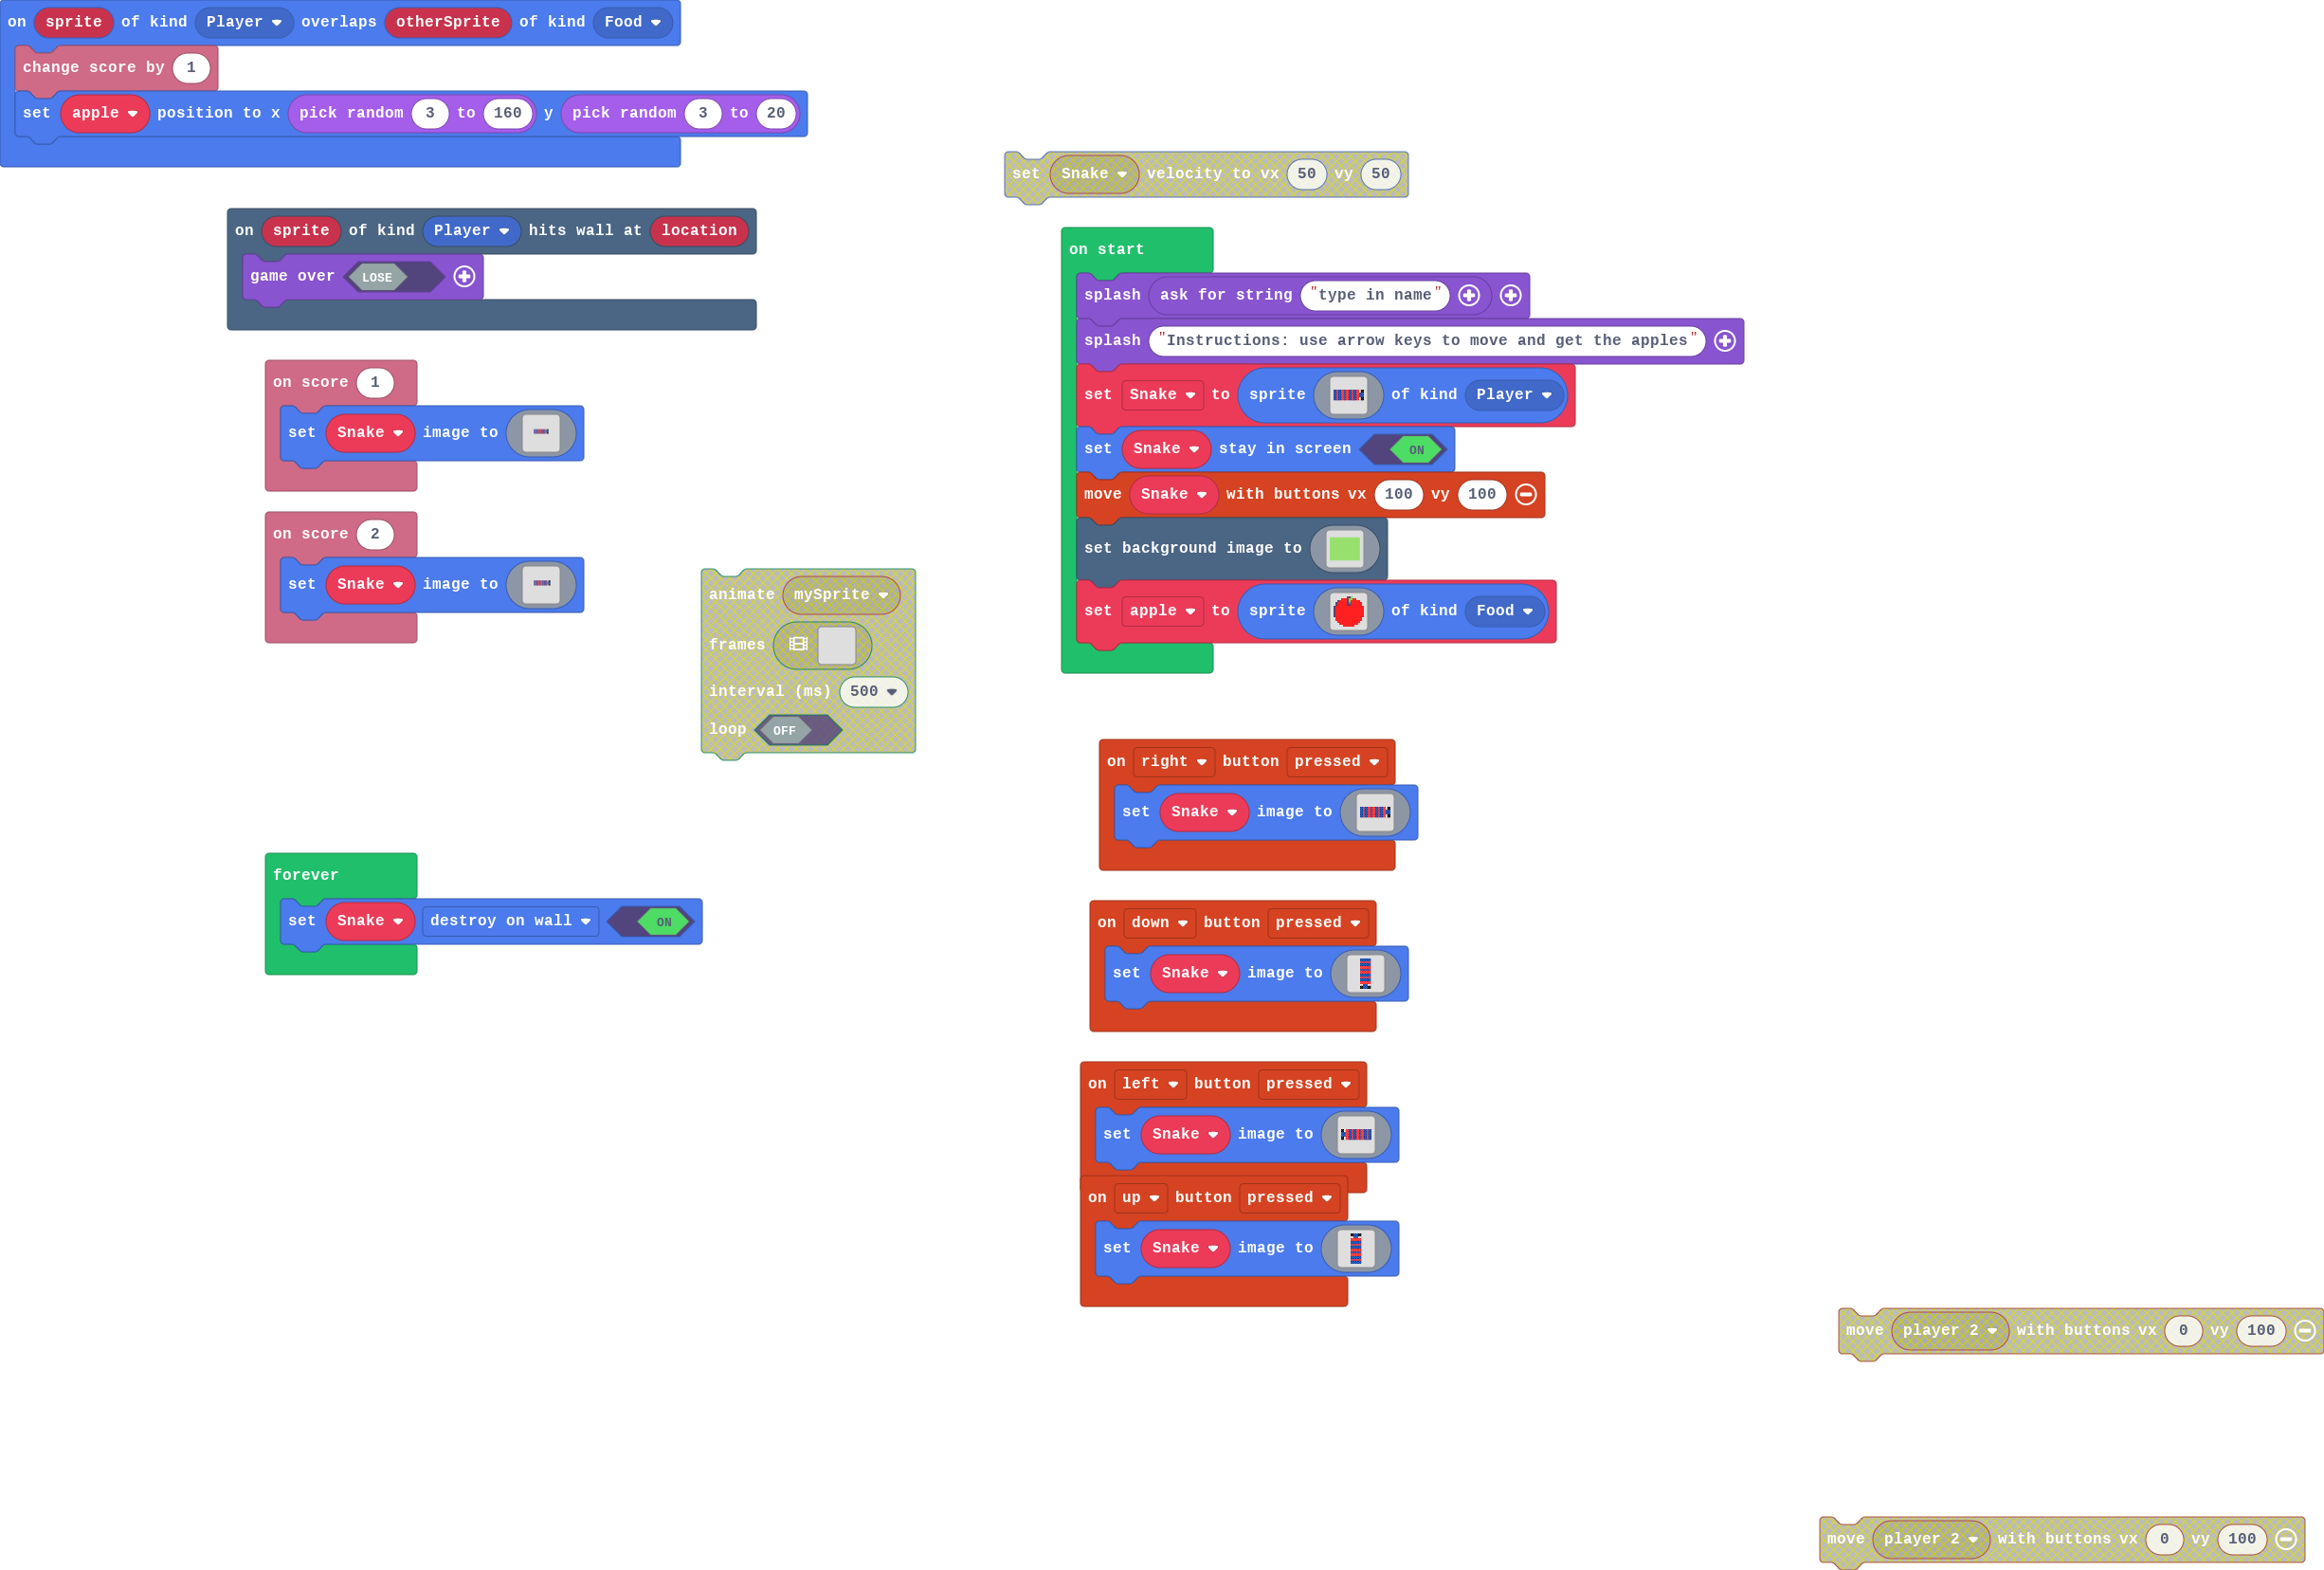 on sprite of kind Player overlaps otherSprite of kind Food
change score by 1
set apple position to x pick random 3 to 160 y pick random 3 to 20
set Snake velocity to vx 50 vy 50
on sprite of kind Player hits wall at location
game over LOSE
on start
splash ask for string "type in name"
splash "Instructions: use arrow keys to move and get the apples"
set Snake to sprite of kind Player
set Snake stay in screen ON
move Snake with buttons vx 100 vy 100
set background image to
set apple to sprite of kind Food
on score 1
set Snake image to
on score 2
set Snake image to
animate mySprite
frames
interval (ms) 500
loop OFF
on right button pressed
set Snake image to
forever
set Snake destroy on wall ON
on down button pressed
set Snake image to
on left button pressed
set Snake image to
on up button pressed
set Snake image to
move player 2 with buttons vx 0 vy 100
move player 2 with buttons vx 0 vy 100